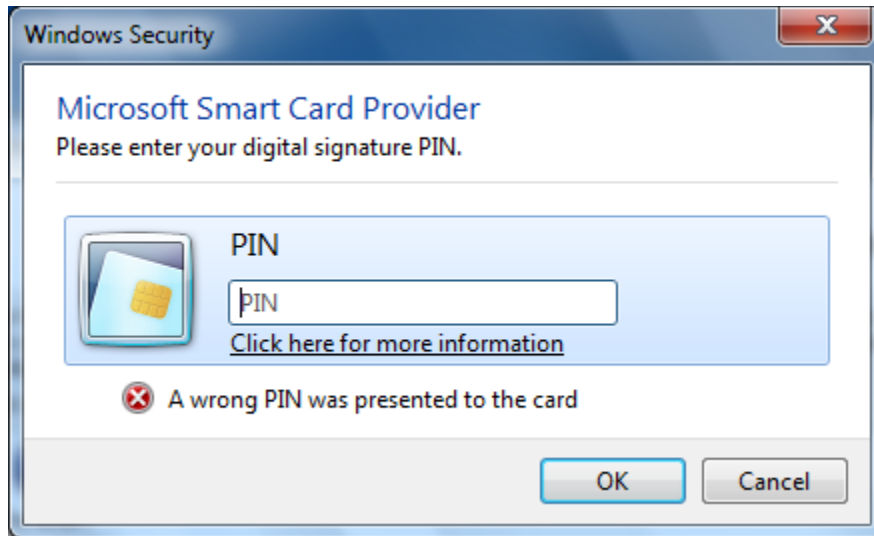 Windows Security
Microsoft Smart Card Provider
Please enter your digital signature PIN.
PIN
PIN
Click here for more information
A wrong PIN was presented to the card
OK Cancel